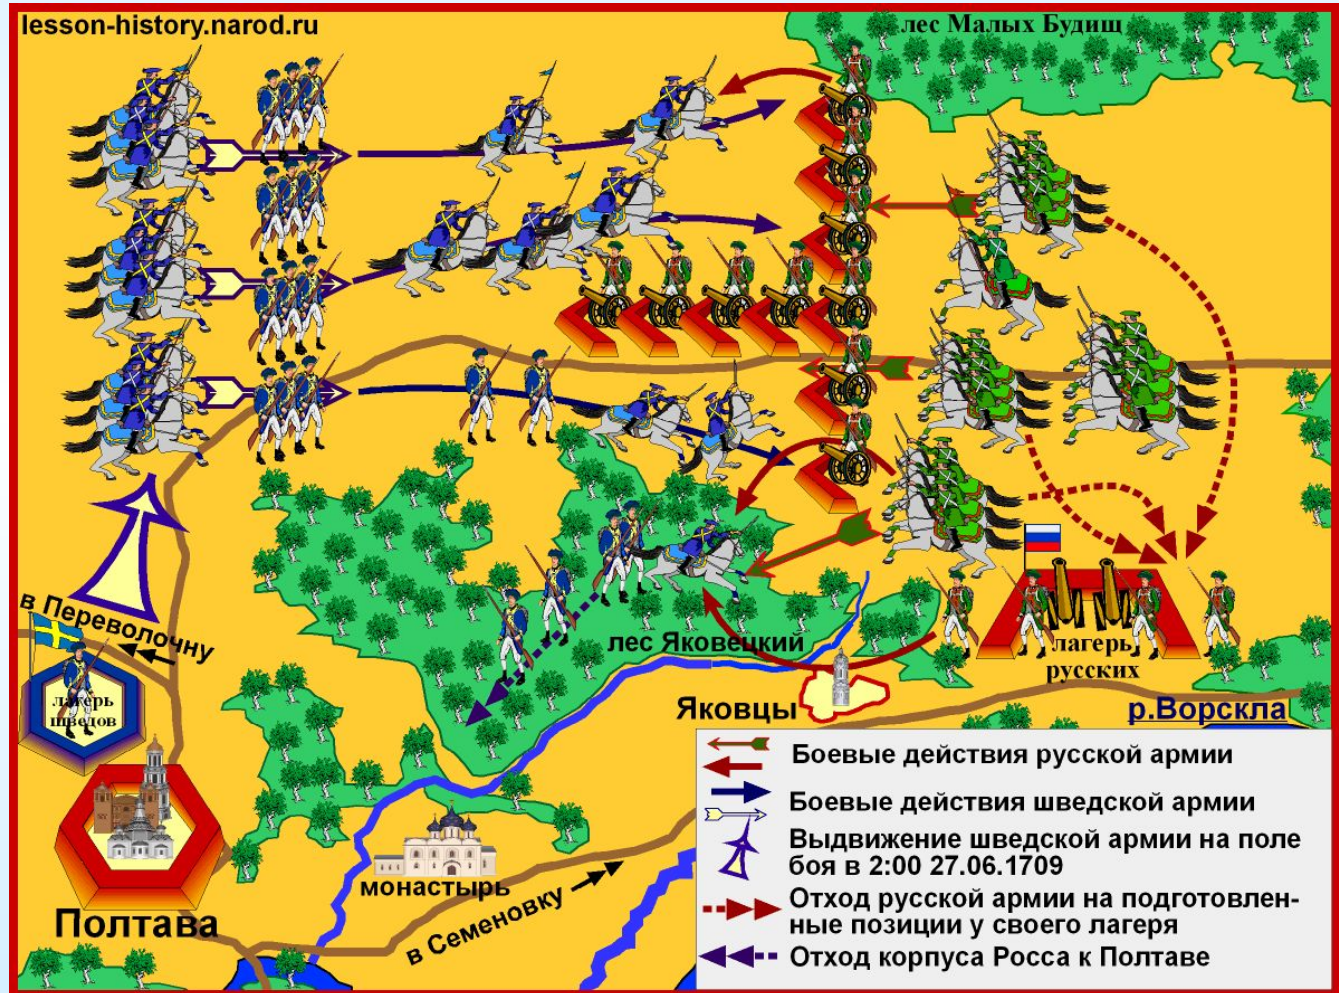 lesson-history.narod.ru
лес Малых Будищ
в Переволочну
лагерь
шведов
лес Яковецкий
лагерь
русских
Яковцы
р.Ворскла
Полтава
монастырь
в Семеновку
Боевые действия русской армии
Боевые действия шведской армии
Выдвижение шведской армии на поле
боя в 2:00 27.06.1709
Отход русской армии на подготовлен-
ные позиции у своего лагеря
Отход корпуса Росса к Полтаве